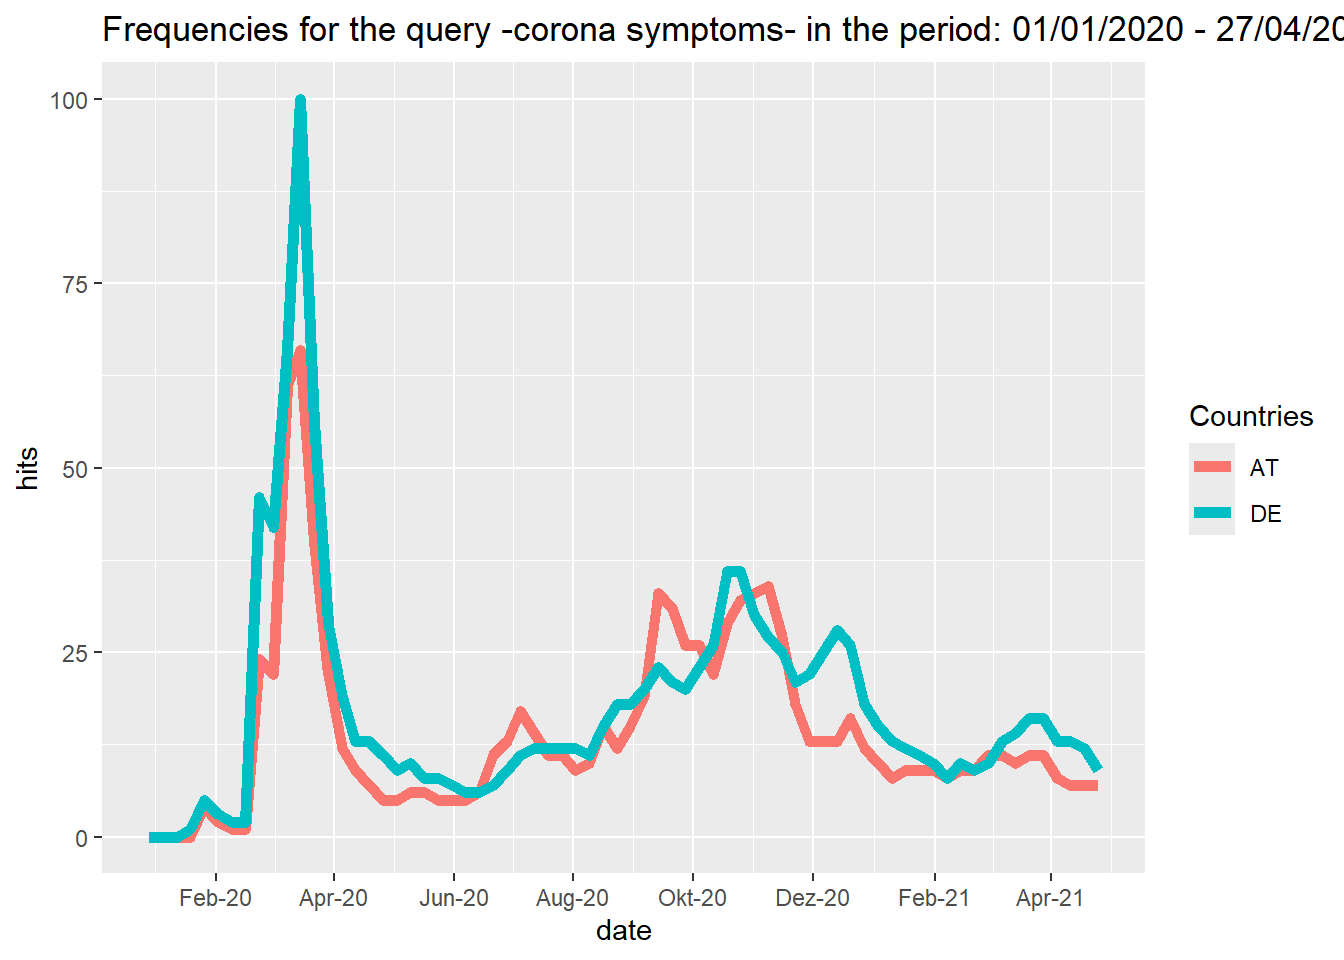 Frequencies for the query -corona symptoms- in the period: 01/01/2020 - 27/04/20
100
75
50
25
0
hits
Feb-20 Apr-20 Jun-20 Aug-20 Okt-20 Dez-20 Feb-21 Apr-21
date
Countries
AT
DE